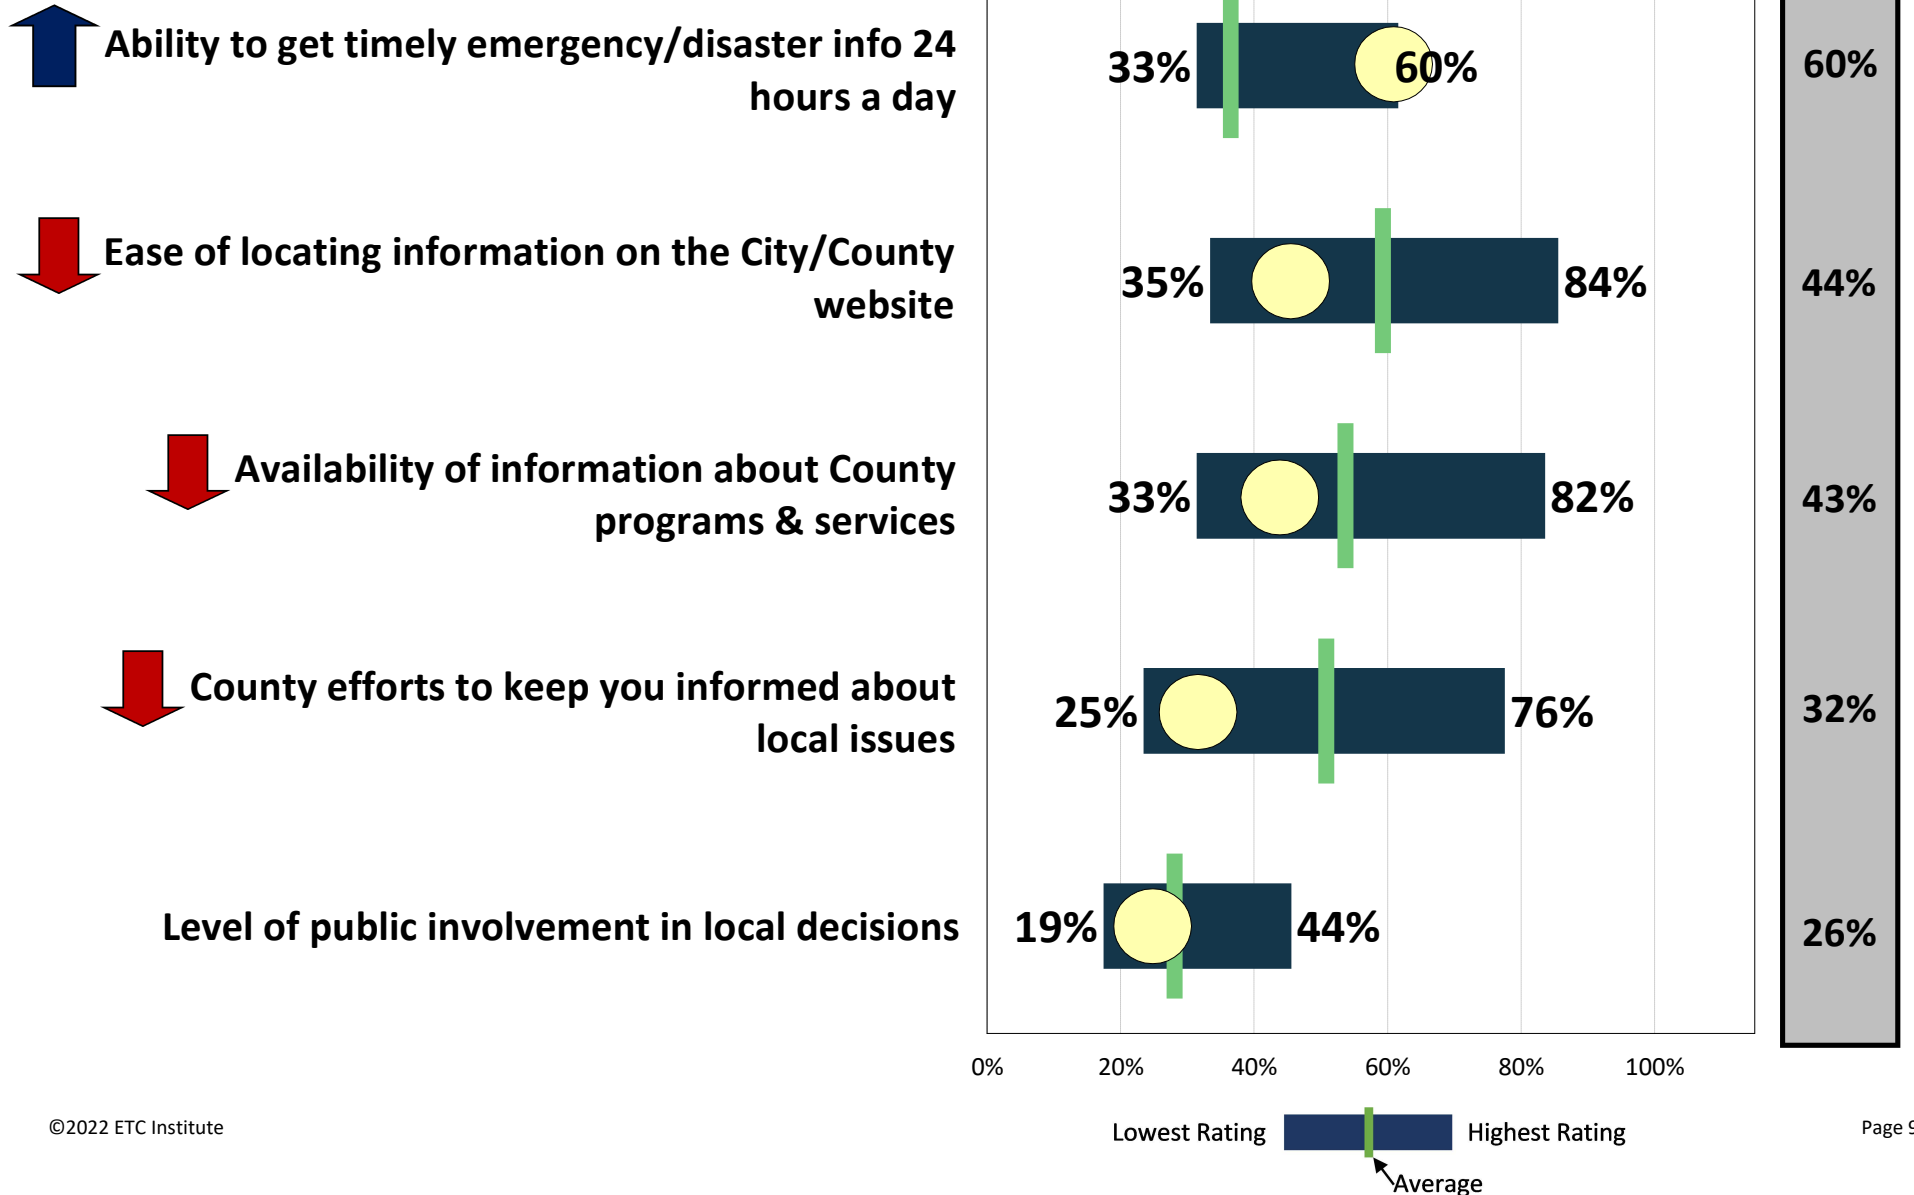 Ability to get timely emergency/disaster info 24
hours a day
33%
60%
60%
Ease of locating information on the City/County
website
35%
84%
44%
Availability of information about County
programs & services
33%
82%
43%
County efforts to keep you informed about
local issues
25%
76%
32%
Level of public involvement in local decisions
19%
44%
26%
0%
20%
40%
60%
80%
100%
©2022 ETC Institute
Lowest Rating
Highest Rating
Average
Page 9